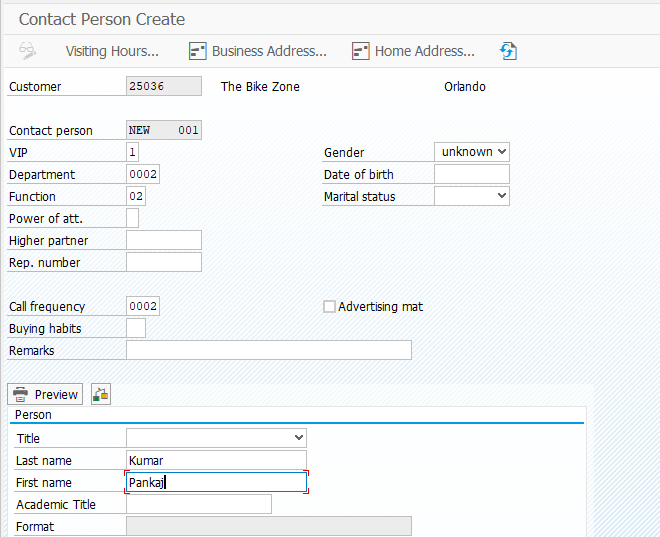 Contact Person Create
Visiting Hours... Business Address... Home Address...
Customer 25036 The Bike Zone Orlando
Contact person NEW 001
VIP 1 Gender unknown
Department 0002 Date of birth
Function 02 Marital status
Power of att.
Higher partner
Rep. number
Call frequency 0002 Advertising mat
Buying habits
Remarks
Preview
Person
Title
Last name Kumar
First name Pankaj
Academic Title
Format